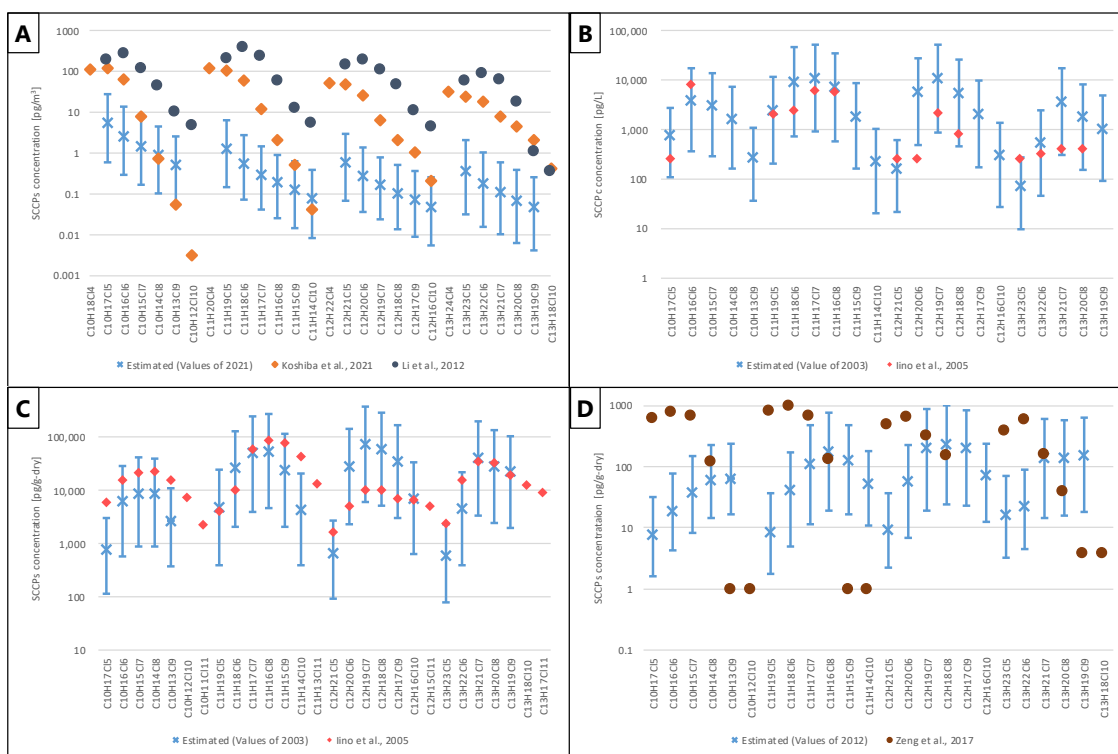 A
SCCPs concentration [pg/m³]
1000
100
10
1
0.1
0.01
0.001
C10H18Cl4
C10H17Cl5
C10H16Cl6
C10H15Cl7
C10H14Cl8
C10H13Cl9
C10H12Cl10
C11H20Cl4
C11H19Cl5
C11H18Cl6
C11H17Cl7
C11H16Cl8
C11H15Cl9
C11H14Cl10
C12H22Cl4
C12H21Cl5
C12H20Cl6
C12H19Cl7
C12H18Cl8
C12H17Cl9
C12H16Cl10
C13H24Cl4
C13H23Cl5
C13H22Cl6
C13H21Cl7
C13H20Cl8
C13H19Cl9
C13H18Cl10
Estimated (Values of 2021)
Koshiba et al., 2021
Li et al., 2012
B
SCCP c concentration [pg/L]
100,000
10,000
1,000
100
10
1
C10H17Cl5
C10H16Cl6
C10H15Cl7
C10H14Cl8
C10H13Cl9
C11H19Cl5
C11H18Cl6
C11H17Cl7
C11H16Cl8
C11H15Cl9
C11H14Cl10
C12H21Cl5
C12H20Cl6
C12H19Cl7
C12H18Cl8
C12H17Cl9
C12H16Cl10
C13H23Cl5
C13H22Cl6
C13H21Cl7
C13H20Cl8
C13H19Cl9
Estimated (Value of 2003)
Iino et al., 2005
C
SCCPs concentration [pg/g-dry]
100,000
10,000
1,000
100
10
C10H17Cl5
C10H16Cl6
C10H15Cl7
C10H14Cl8
C10H13Cl9
C10H12Cl10
C10H11Cl11
C11H19Cl5
C11H18Cl6
C11H17Cl7
C11H16Cl8
C11H15Cl9
C11H14Cl10
C11H13Cl11
C12H21Cl5
C12H20Cl6
C12H19Cl7
C12H18Cl8
C12H17Cl9
C12H16Cl10
C12H15Cl11
C13H23Cl5
C13H22Cl6
C13H21Cl7
C13H20Cl8
C13H19Cl9
C13H18Cl10
C13H17Cl11
Estimated (Values of 2003)
Iino et al., 2005
D
SCCPs concentrataion [pg/g-dry]
1000
100
10
1
0.1
C10H17Cl5
C10H16Cl6
C10H15Cl7
C10H14Cl8
C10H13Cl9
C10H12Cl10
C11H19Cl5
C11H18Cl6
C11H17Cl7
C11H16Cl8
C11H15Cl9
C11H14Cl10
C12H21Cl5
C12H20Cl6
C12H19Cl7
C12H18Cl8
C12H17Cl9
C12H16Cl10
C13H23Cl5
C13H22Cl6
C13H21Cl7
C13H20Cl8
C13H19Cl9
C13H18Cl10
Estimated (Values of 2012)
Zeng et al., 2017